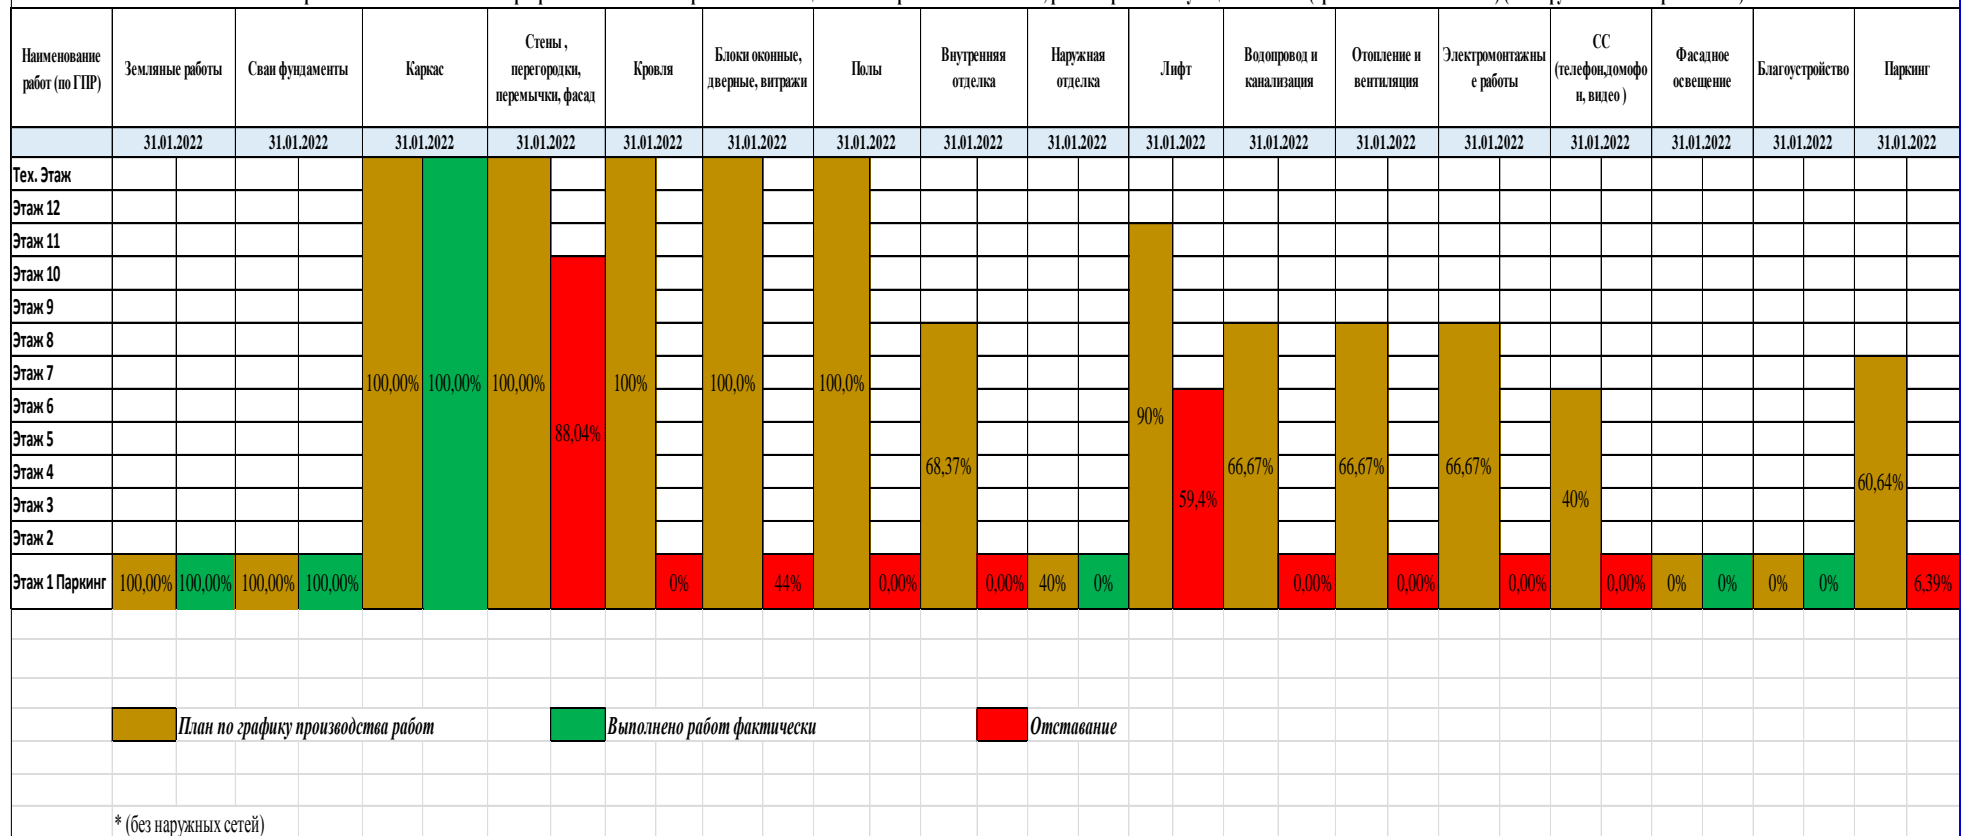 Наименование работ (по ГПР)
Земляные работы
Сваи фундаменты
Каркас
Стены ,
перегородки,
перемычки, фасад
Кровля
Блоки оконные,
дверные, витражи
Полы
Внутренняя
отделка
Наружная
отделка
Лифт
Водопровод и
канализация
Отопление и
вентиляция
Электромонтажны
е работы
СС
(телефон,домофо
н, видео )
Фасадное
освещение
Благоустройство
Паркинг
31.01.2022 31.01.2022 31.01.2022 31.01.2022 31.01.2022 31.01.2022 31.01.2022 31.01.2022 31.01.2022 31.01.2022 31.01.2022 31.01.2022 31.01.2022 31.01.2022 31.01.2022 31.01.2022 31.01.2022
Тех. Этаж
Этаж 12
Этаж 11
Этаж 10
Этаж 9
Этаж 8
Этаж 7
100,00% 100,00% 100,00% 100% 100,0% 100,0%
Этаж 6
90%
Этаж 5
88,04%
Этаж 4
68,37% 66,67% 66,67% 66,67%
60,64%
Этаж 3
59,4% 40%
Этаж 2
Этаж 1 Паркинг 100,00% 100,00% 100,00% 100,00% 0% 44% 0,00% 0,00% 40% 0% 0,00% 0,00% 0,00% 0,00% 0% 0% 0% 0% 6,39%
План по графику производства работ
Выполнено работ фактически
Отставание
* (без наружных сетей)